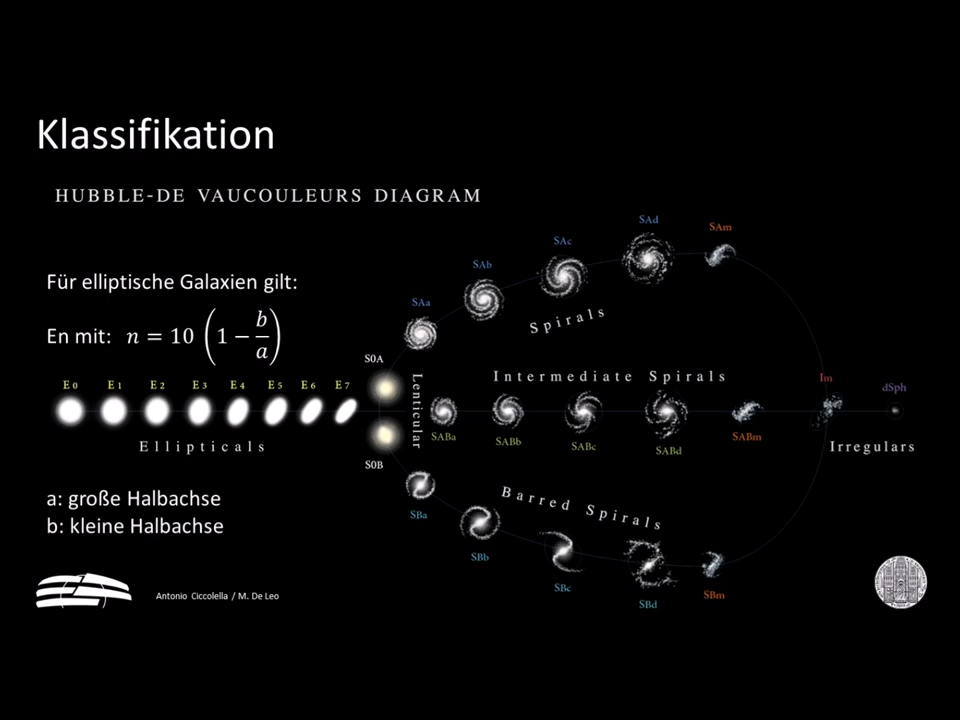 Klassifikation
HUBBLE-DE VAUCOULEURS DIAGRAM
Für elliptische Galaxien gilt:
En mit: n = 10 (1 − b/a)
E0 E1 E2 E3 E4 E5 E6 E7
Ellipticals
S0A
S0B
Lenticular
SAa
SAb
SAc
SAd
SAm
Spirals
Intermediate Spirals
SABa
SABb
SABc
SABd
SABm
Im
dSph
Irregulars
Barred Spirals
SBa
SBb
SBc
SBd
SBm
a: große Halbachse
b: kleine Halbachse
Antonio Ciccolella / M. De Leo